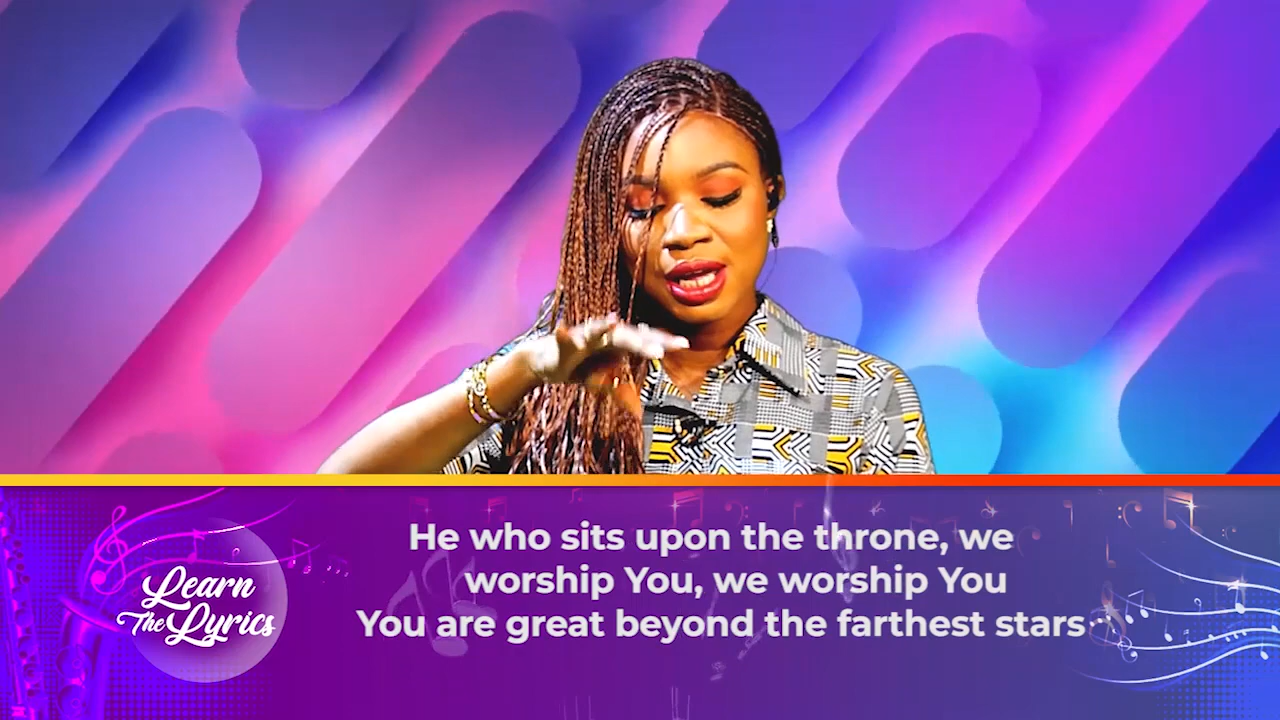 Learn
The Lyrics
He who sits upon the throne, we
worship You, we worship You
You are great beyond the farthest stars